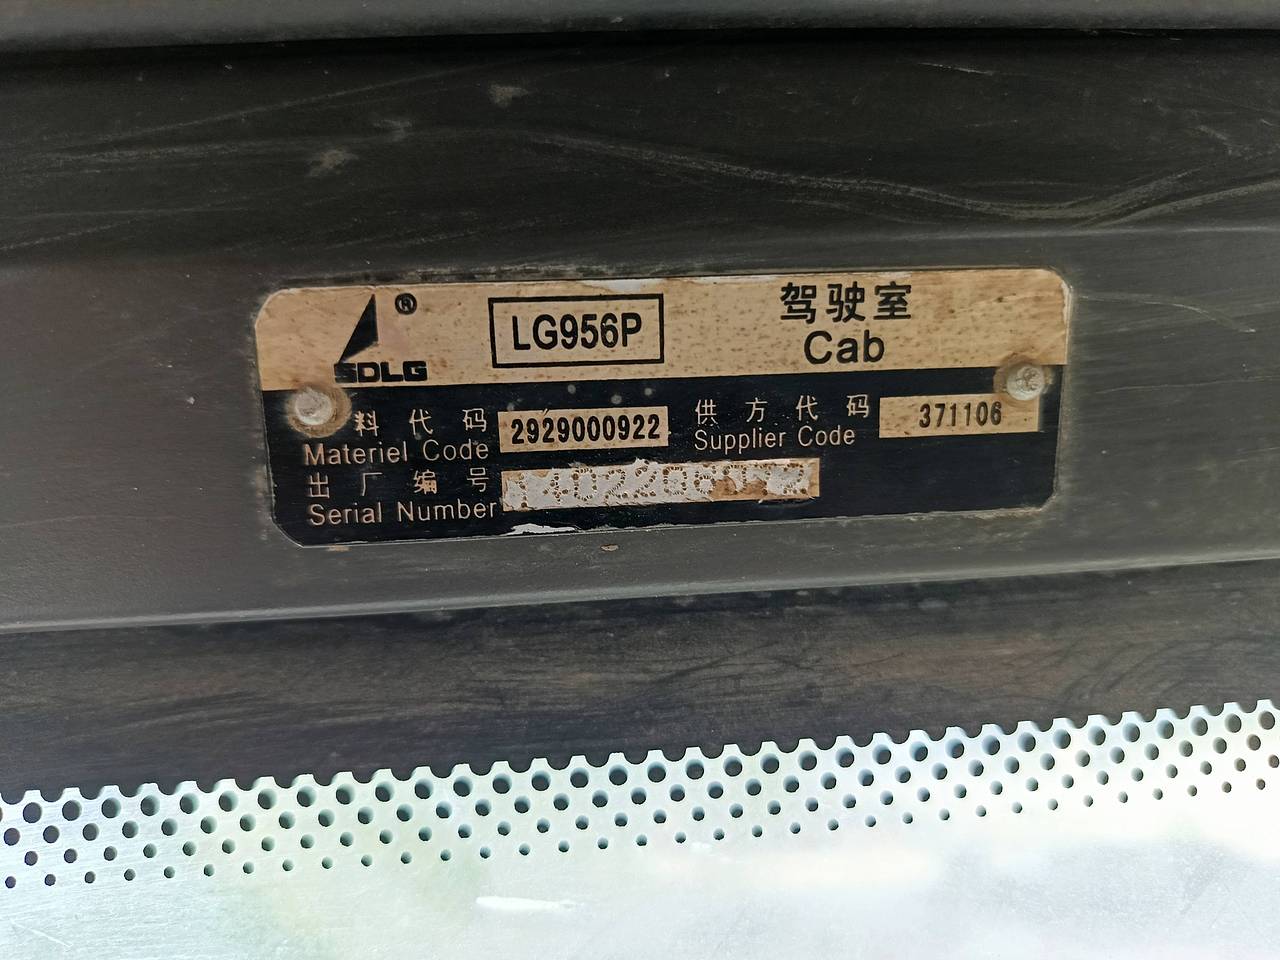 ®
SDLG
LG956P
驾驶室
Cab
料代码 2929000922 供方代码 371106
Materiel Code Supplier Code
出厂编号
Serial Number